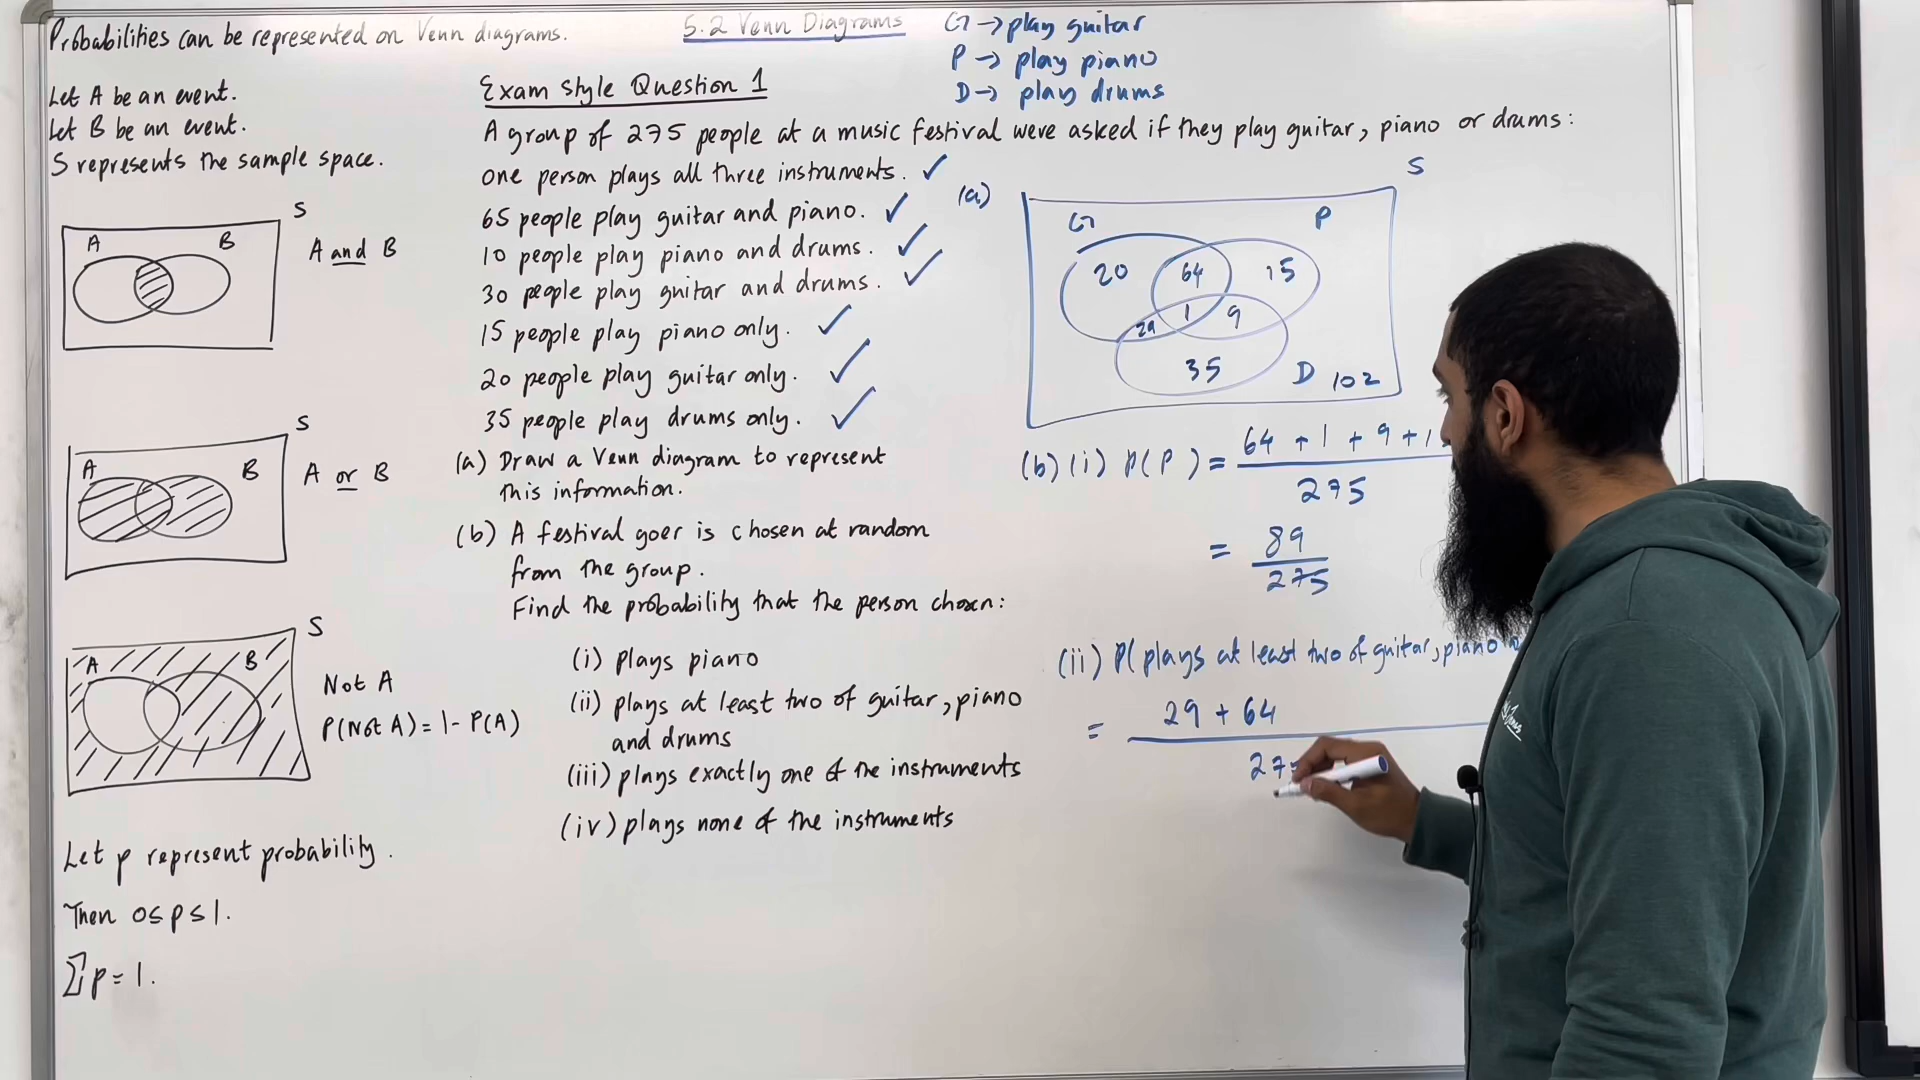 Probabilities can be represented on Venn diagrams.
Let A be an event.
Let B be an event.
S represents the sample space.
S
A B
A and B
S
A B
A or B
S
A B
Not A
P(Not A) = 1 - P(A)
Let p represent probability.
Then 0≤p≤1.
∑p = 1.
5.2 Venn Diagrams
G → play guitar
P → play piano
D → play drums
Exam style Question 1
A group of 275 people at a music festival were asked if they play guitar, piano or drums:
one person plays all three instruments. ✓
65 people play guitar and piano. ✓
10 people play piano and drums. ✓
30 people play guitar and drums. ✓
15 people play piano only. ✓
20 people play guitar only. ✓
35 people play drums only. ✓
(a) Draw a Venn diagram to represent
this information.
(b) A festival goer is chosen at random
from the group.
Find the probability that the person chosen:
(i) plays piano
(ii) plays at least two of guitar, piano
and drums
(iii) plays exactly one of the instruments
(iv) plays none of the instruments
(a)
S
G P
20 64 15
29 1 9
35 D 102
(b) (i) P(P) = 64 + 1 + 9 + 1
275
= 89
275
(ii) P( plays at least two of guitar, piano
= 29 + 64
27